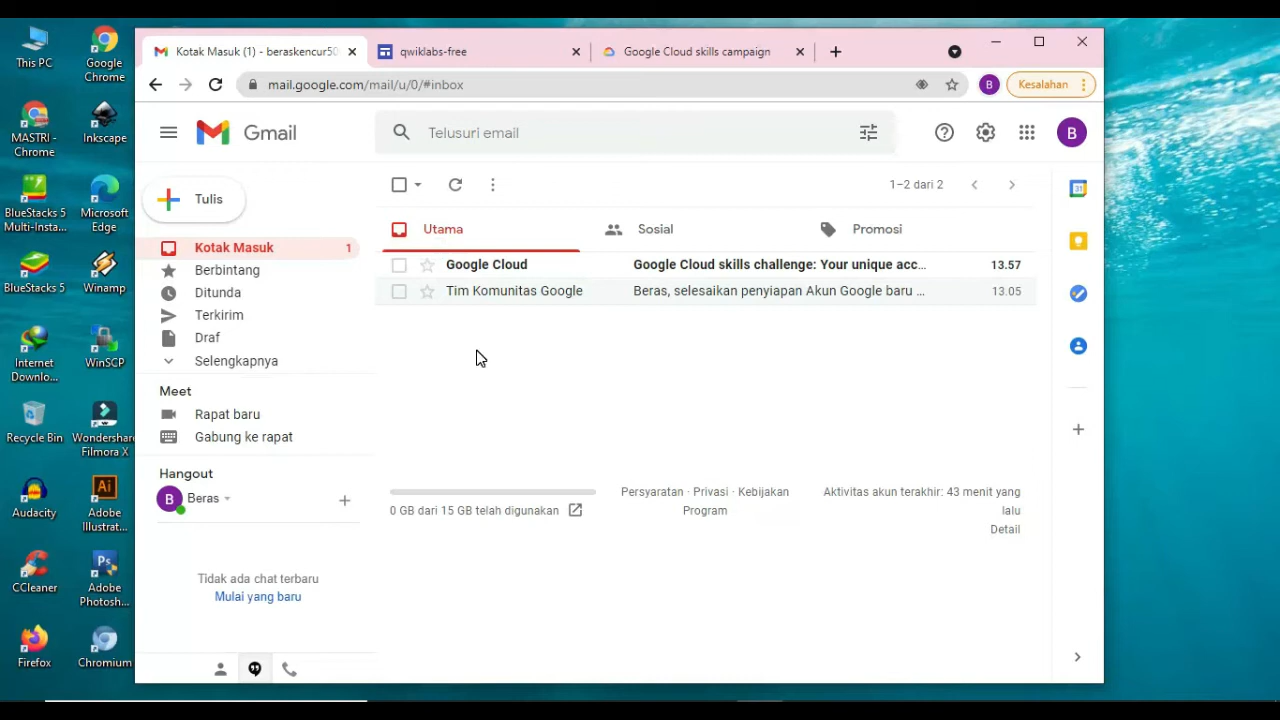 This PC
Google Chrome
MASTRI - Chrome
Inkscape
BlueStacks 5 Multi-Insta...
Microsoft Edge
BlueStacks 5
Winamp
Internet Downlo...
WinSCP
Recycle Bin
Wondershare Filmora X
Audacity
Adobe Illustrat...
CCleaner
Adobe Photosh...
Firefox
Chromium
Kotak Masuk (1) - beraskencur50
qwiklabs-free
Google Cloud skills campaign
mail.google.com/mail/u/0/#inbox
B
Kesalahan
Gmail
Telusuri email
B
Tulis
1–2 dari 2
Kotak Masuk 1
Berbintang
Ditunda
Terkirim
Draf
Selengkapnya
Utama
Sosial
Promosi
Google Cloud Google Cloud skills challenge: Your unique acc... 13.57
Tim Komunitas Google Beras, selesaikan penyiapan Akun Google baru ... 13.05
Meet
Rapat baru
Gabung ke rapat
Hangout
B Beras
Tidak ada chat terbaru
Mulai yang baru
0 GB dari 15 GB telah digunakan
Persyaratan · Privasi · Kebijakan
Program
Aktivitas akun terakhir: 43 menit yang
lalu
Detail
31